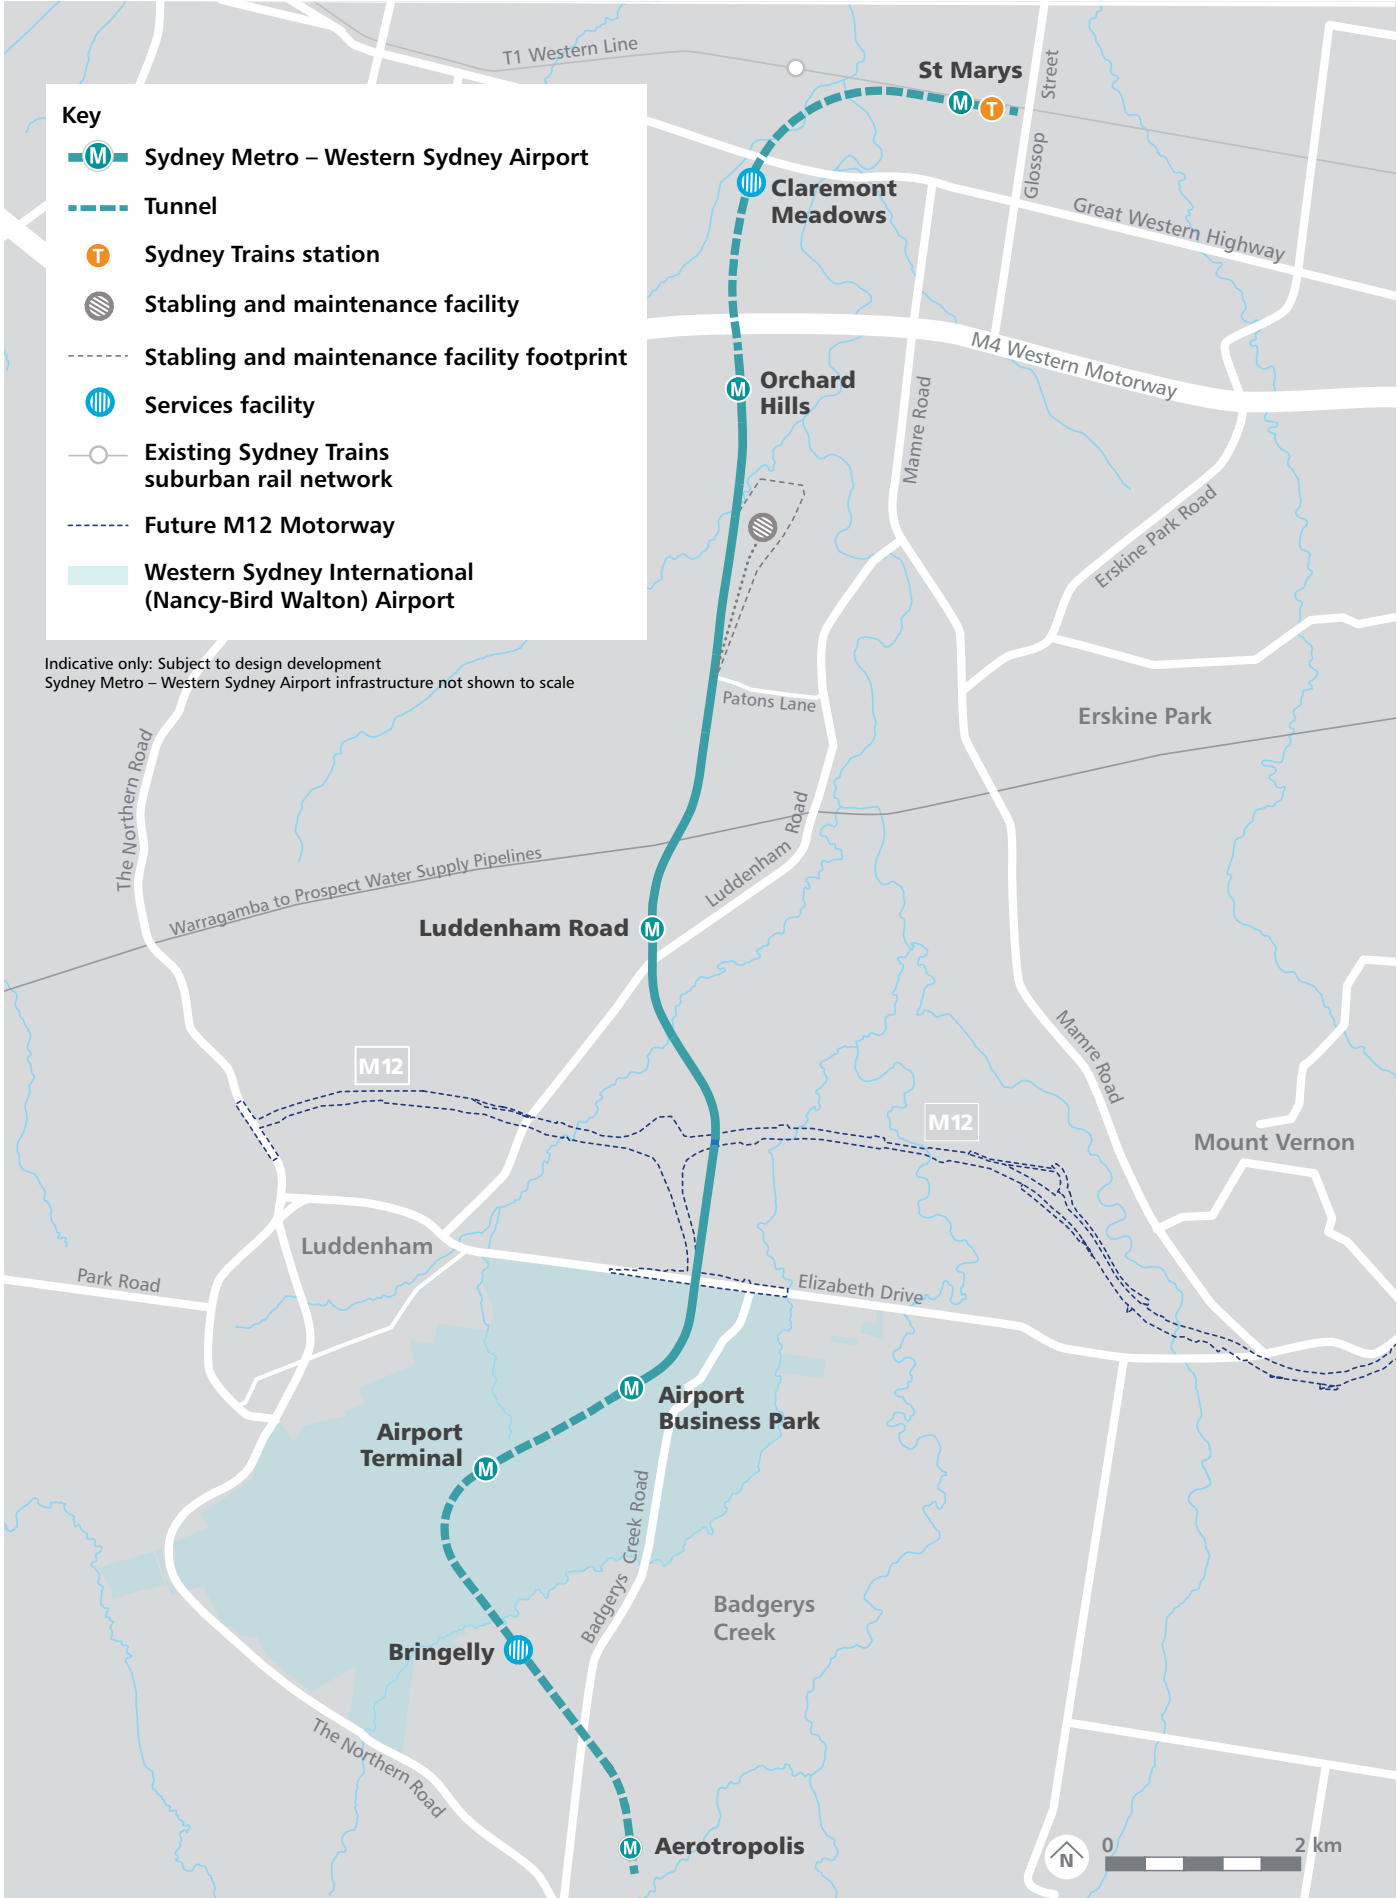 T1 Western Line
St Marys
M
T
Glossop Street
Key
M
Sydney Metro – Western Sydney Airport
Tunnel
T
Sydney Trains station
Stabling and maintenance facility
Stabling and maintenance facility footprint
Services facility
Existing Sydney Trains
suburban rail network
Future M12 Motorway
Western Sydney International
(Nancy-Bird Walton) Airport
Indicative only: Subject to design development
Sydney Metro – Western Sydney Airport infrastructure not shown to scale
Claremont
Meadows
Great Western Highway
M4 Western Motorway
M
Orchard
Hills
Mamre Road
Erskine Park Road
Patons Lane
Erskine Park
The Northern Road
Luddenham Road
Warragamba to Prospect Water Supply Pipelines
Luddenham Road
M
Mamre Road
M12
M12
Mount Vernon
Luddenham
Park Road
Elizabeth Drive
M
Airport
Business Park
Airport
Terminal
M
Badgerys Creek Road
Badgerys
Creek
Bringelly
The Northern Road
M
Aerotropolis
N
0
2 km